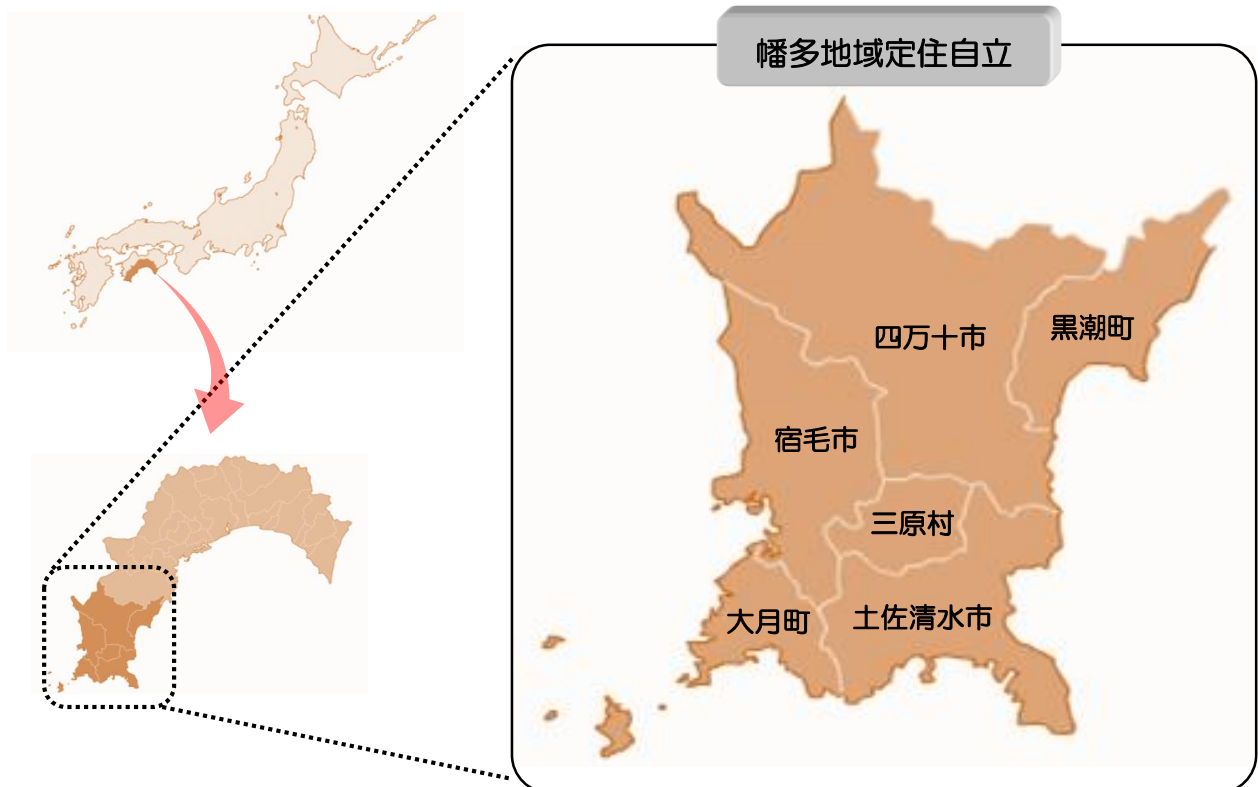 幡多地域定住自立
四万十市
黒潮町
宿毛市
三原村
大月町
土佐清水市